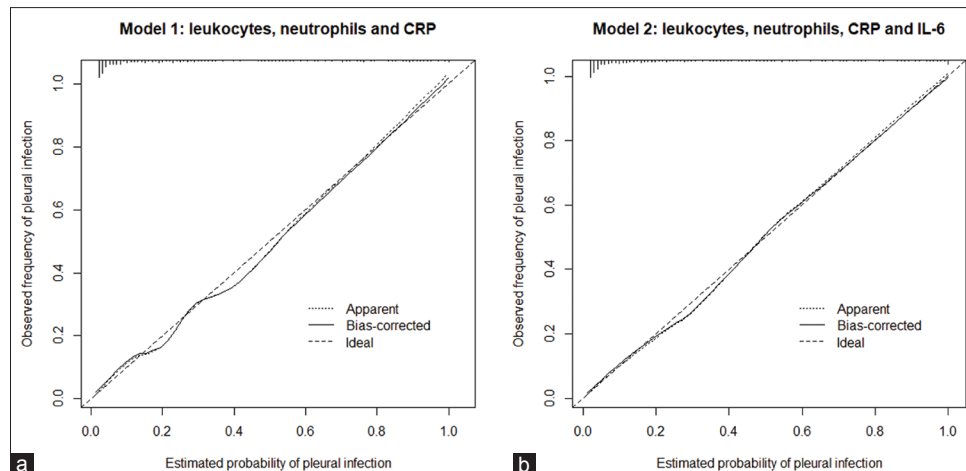 Model 1: leukocytes, neutrophils and CRP
Observed frequency of pleural infection
1.0
0.8
0.6
0.4
0.2
0.0
Apparent
Bias-corrected
Ideal
0.0 0.2 0.4 0.6 0.8 1.0
Estimated probability of pleural infection
a
Model 2: leukocytes, neutrophils, CRP and IL-6
Observed frequency of pleural infection
1.0
0.8
0.6
0.4
0.2
0.0
Apparent
Bias-corrected
Ideal
0.0 0.2 0.4 0.6 0.8 1.0
Estimated probability of pleural infection
b